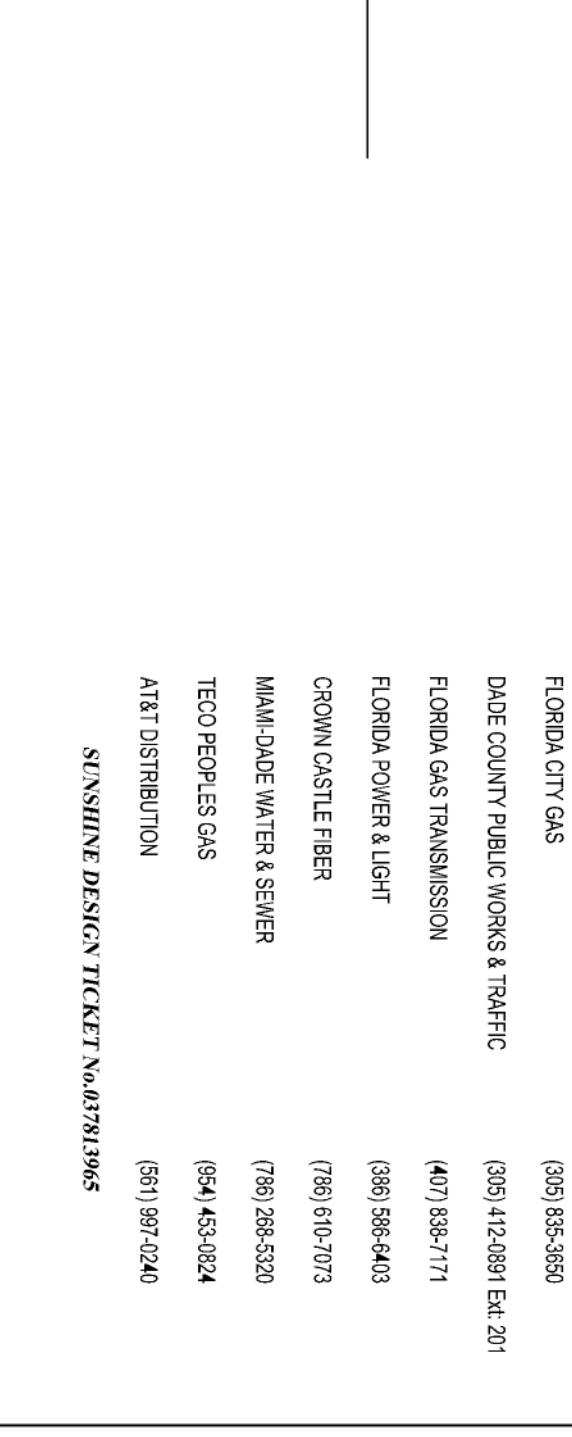 FLORIDA CITY GAS (305) 835-3650
DADE COUNTY PUBLIC WORKS & TRAFFIC (305) 412-0891 Ext: 201
FLORIDA GAS TRANSMISSION (407) 838-7171
FLORIDA POWER & LIGHT (386) 586-6403
CROWN CASTLE FIBER (786) 610-7073
MIAMI-DADE WATER & SEWER (786) 268-5320
TECO PEOPLES GAS (954) 453-0824
AT&T DISTRIBUTION (561) 997-0240
SUNSHINE DESIGN TICKET No.037813965